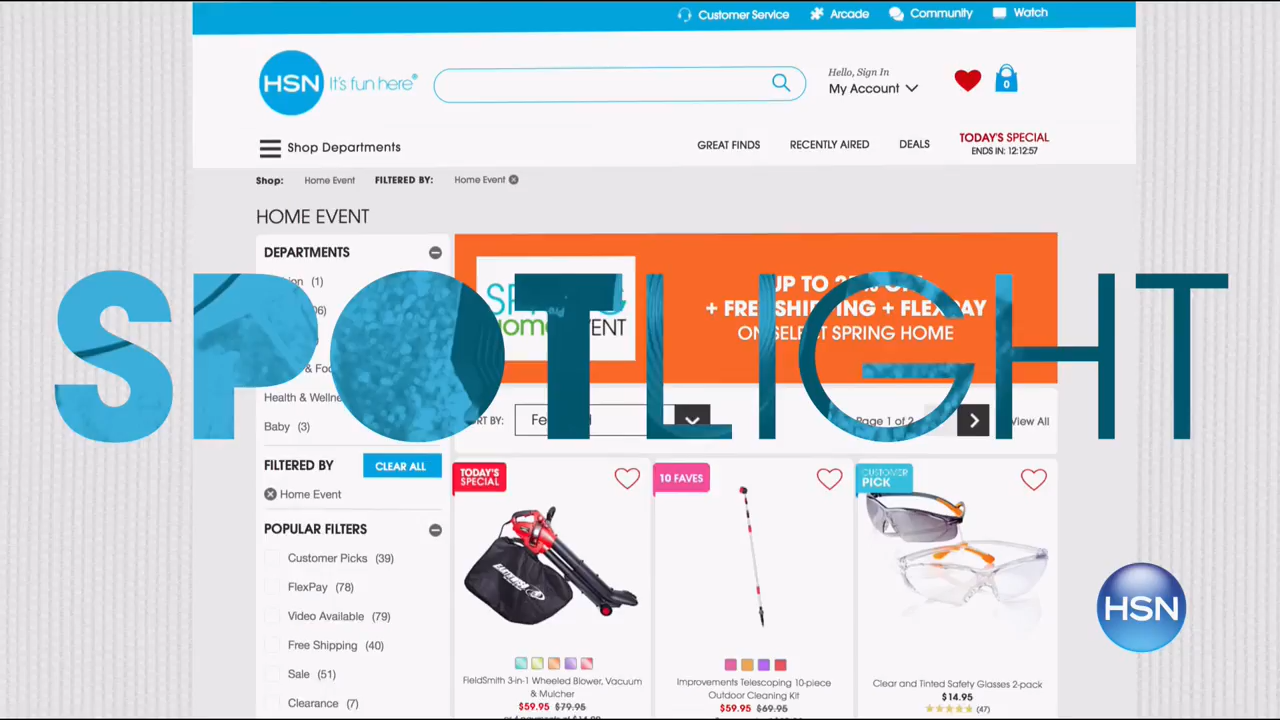 Customer Service
Arcade
Community
Watch
HSN It's fun here®
Hello, Sign In
My Account
0
Shop Departments
GREAT FINDS
RECENTLY AIRED
DEALS
TODAY'S SPECIAL
ENDS IN: 12:12:57
Shop: Home Event FILTERED BY: Home Event
HOME EVENT
DEPARTMENTS
(1)
Health & Wellne
Baby (3)
SPOTLIGHT
EVENT
UP TO
+ FREE SHIPPING + FLEXPAY
ON SELECT SPRING HOME
BY:
Page 1 of 2
View All
FILTERED BY
CLEAR ALL
Home Event
POPULAR FILTERS
Customer Picks (39)
FlexPay (78)
Video Available (79)
Free Shipping (40)
Sale (51)
Clearance (7)
TODAY'S
SPECIAL
FieldSmith 3-in-1 Wheeled Blower, Vacuum
& Mulcher
$59.95 $79.95
10 FAVES
Improvements Telescoping 10-piece
Outdoor Cleaning Kit
$59.95 $69.95
CUSTOMER
PICK
Clear and Tinted Safety Glasses 2-pack
$14.95
(47)
HSN